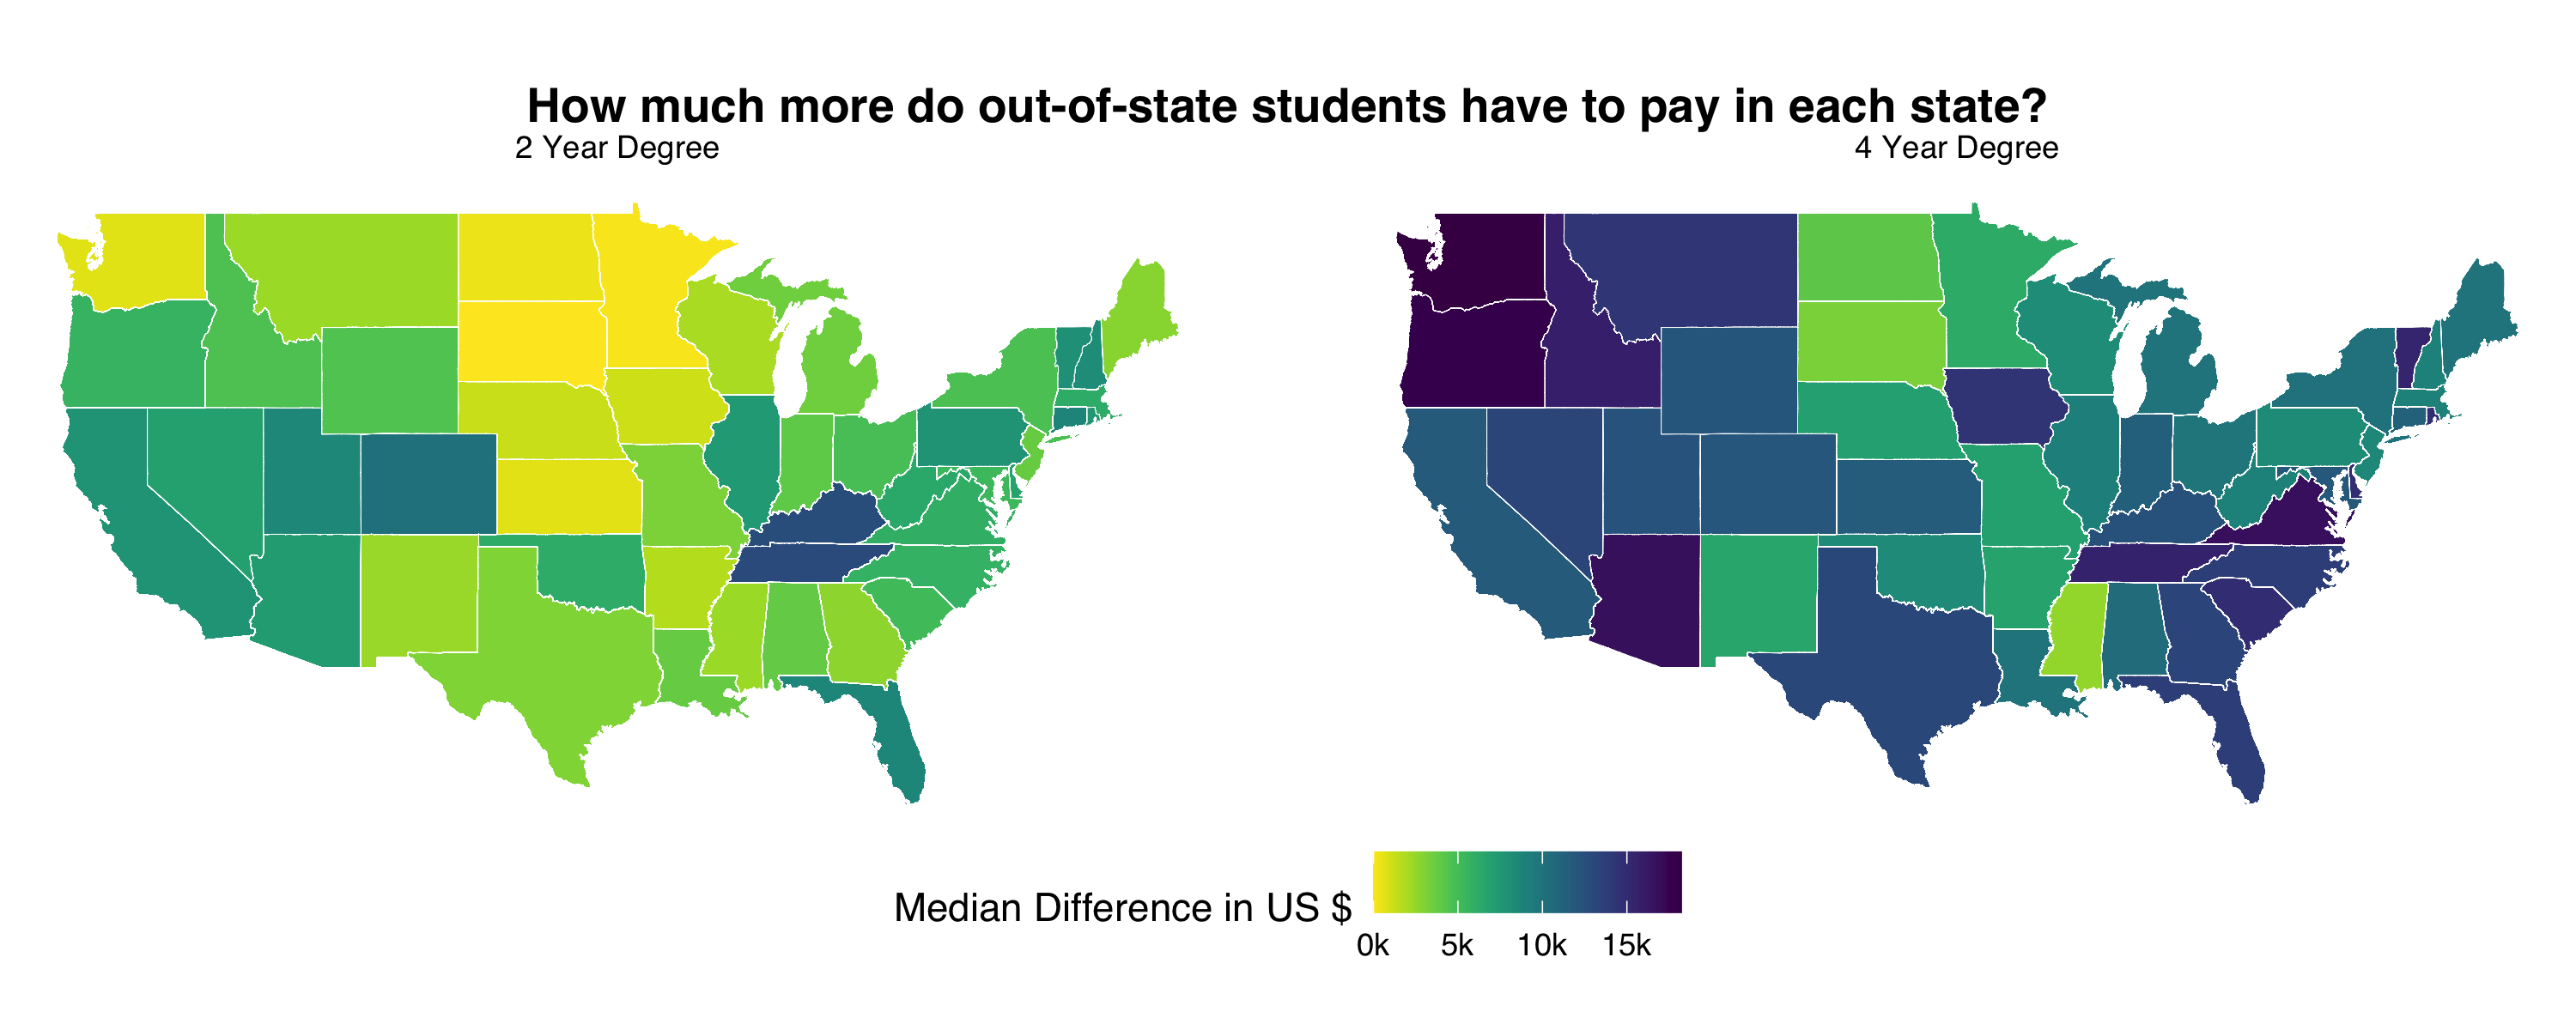 How much more do out-of-state students have to pay in each state?
2 Year Degree
4 Year Degree
Median Difference in US $
0k 5k 10k 15k